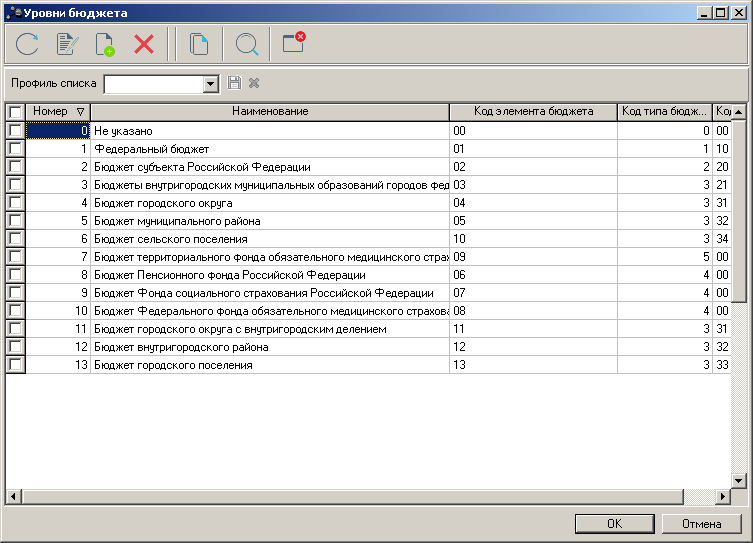 Уровни бюджета
Профиль списка
Номер Наименование Код элемента бюджета Код типа бюдж... Код
0 Не указано 00 0 00
1 Федеральный бюджет 01 1 10
2 Бюджет субъекта Российской Федерации 02 2 20
3 Бюджеты внутригородских муниципальных образований городов фед 03 3 21
4 Бюджет городского округа 04 3 31
5 Бюджет муниципального района 05 3 32
6 Бюджет сельского поселения 10 3 34
7 Бюджет территориального фонда обязательного медицинского страх 09 5 00
8 Бюджет Пенсионного фонда Российской Федерации 06 4 00
9 Бюджет Фонда социального страхования Российской Федерации 07 4 00
10 Бюджет Федерального фонда обязательного медицинского страхова 08 4 00
11 Бюджет городского округа с внутригородским делением 11 3 31
12 Бюджет внутригородского района 12 3 32
13 Бюджет городского поселения 13 3 33
OK Отмена